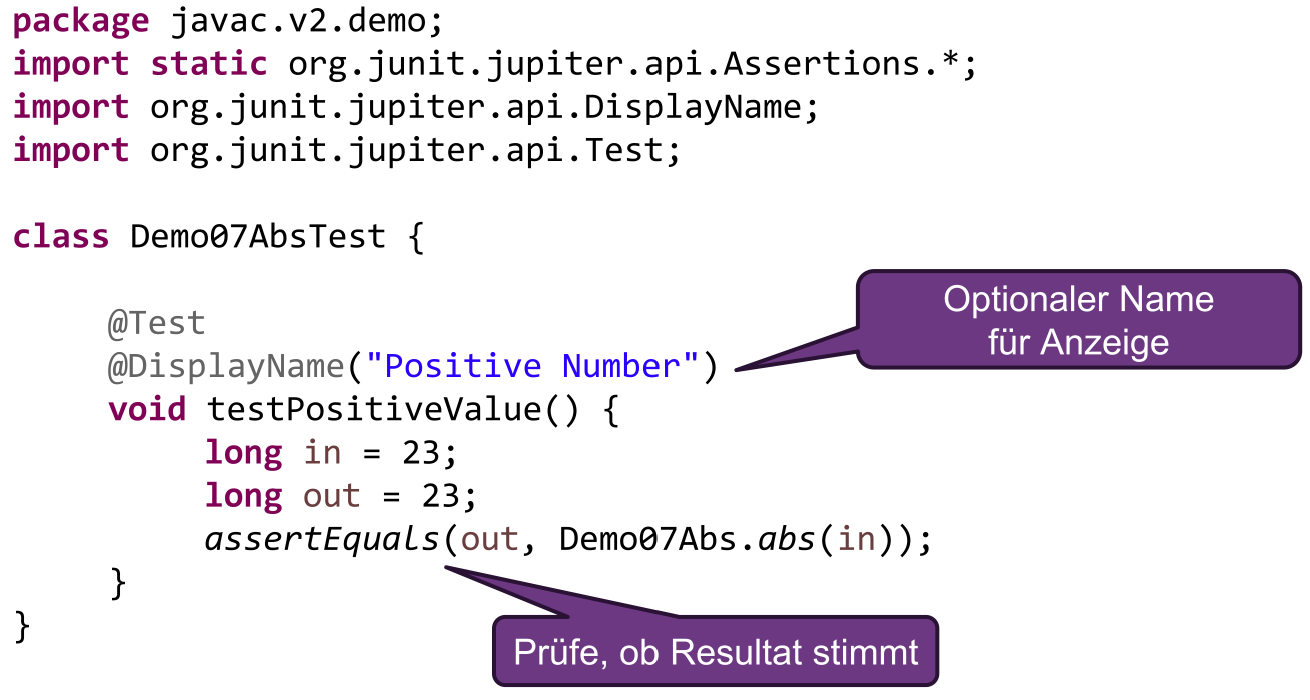 package javac.v2.demo;
import static org.junit.jupiter.api.Assertions.*;
import org.junit.jupiter.api.DisplayName;
import org.junit.jupiter.api.Test;
class Demo07AbsTest {
@Test
@DisplayName("Positive Number")
void testPositiveValue() {
long in = 23;
long out = 23;
assertEquals(out, Demo07Abs.abs(in));
}
}
Optionaler Name
für Anzeige
Prüfe, ob Resultat stimmt